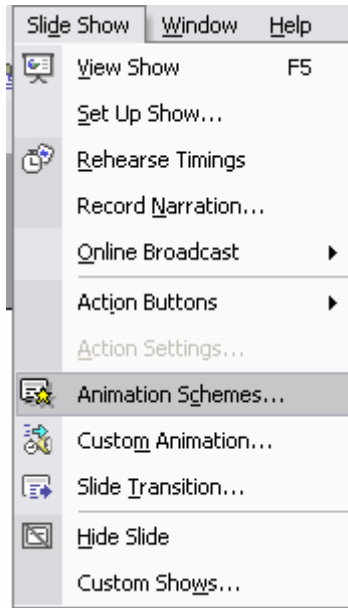 Slide Show Window Help
View Show F5
Set Up Show...
Rehearse Timings
Record Narration...
Online Broadcast
Action Buttons
Action Settings...
Animation Schemes...
Custom Animation...
Slide Transition...
Hide Slide
Custom Shows...